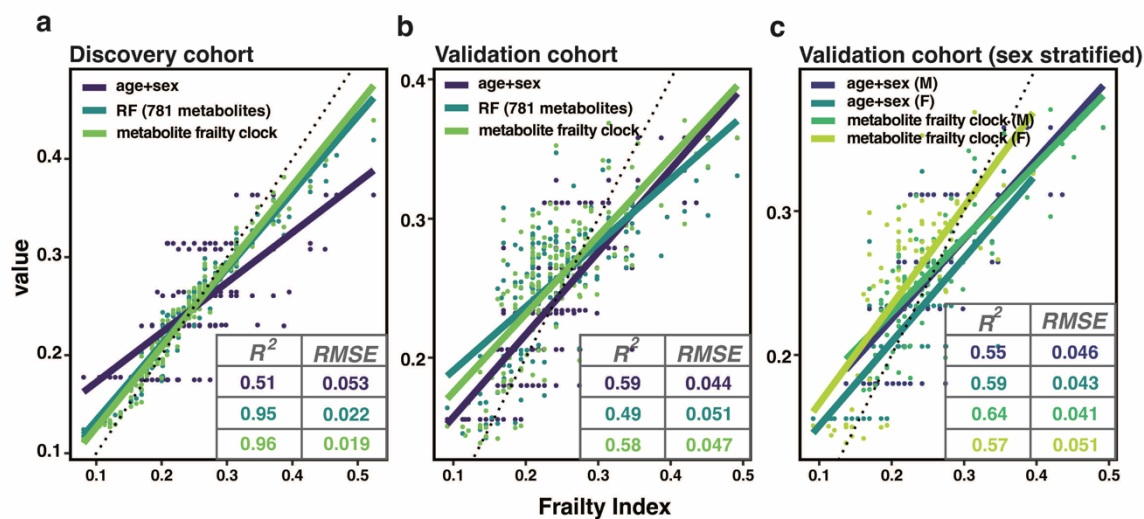 a
Discovery cohort
age+sex
RF (781 metabolites)
metabolite frailty clock
value
0.4
0.3
0.2
0.1
R² RMSE
0.51 0.053
0.95 0.022
0.96 0.019
0.1 0.2 0.3 0.4 0.5
b
Validation cohort
age+sex
RF (781 metabolites)
metabolite frailty clock
0.4
0.3
0.2
R² RMSE
0.59 0.044
0.49 0.051
0.58 0.047
0.1 0.2 0.3 0.4 0.5
Frailty Index
c
Validation cohort (sex stratified)
age+sex (M)
age+sex (F)
metabolite frailty clock (M)
metabolite frailty clock (F)
0.3
0.2
R² RMSE
0.55 0.046
0.59 0.043
0.64 0.041
0.57 0.051
0.1 0.2 0.3 0.4 0.5